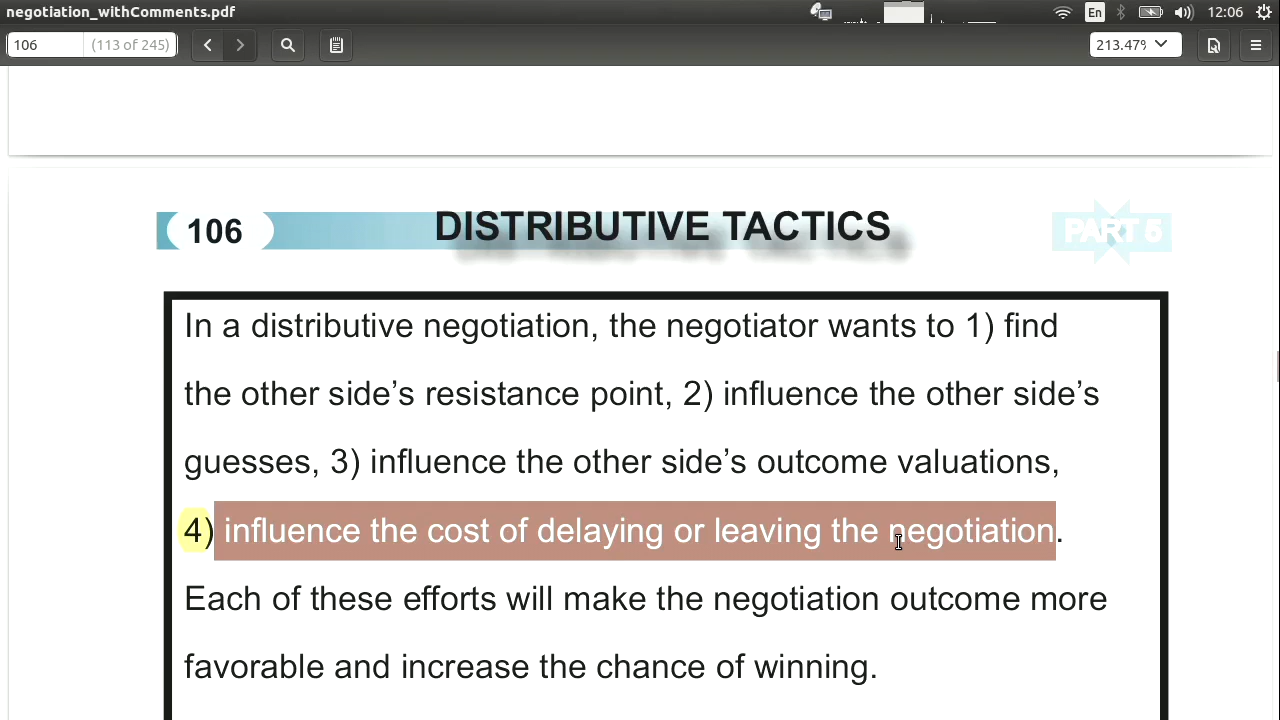 negotiation_withComments.pdf
En
12:06
106
(113 of 245)
213.47%
106
DISTRIBUTIVE TACTICS
PART 5
In a distributive negotiation, the negotiator wants to 1) find
the other side’s resistance point, 2) influence the other side’s
guesses, 3) influence the other side’s outcome valuations,
4) influence the cost of delaying or leaving the negotiation.
Each of these efforts will make the negotiation outcome more
favorable and increase the chance of winning.